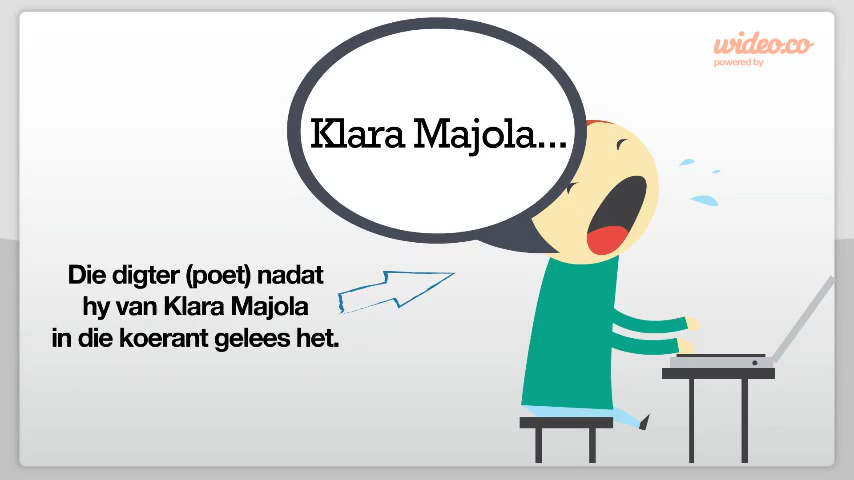 wideo.co
powered by
Klara Majola...
Die digter (poet) nadat
hy van Klara Majola
in die koerant gelees het.